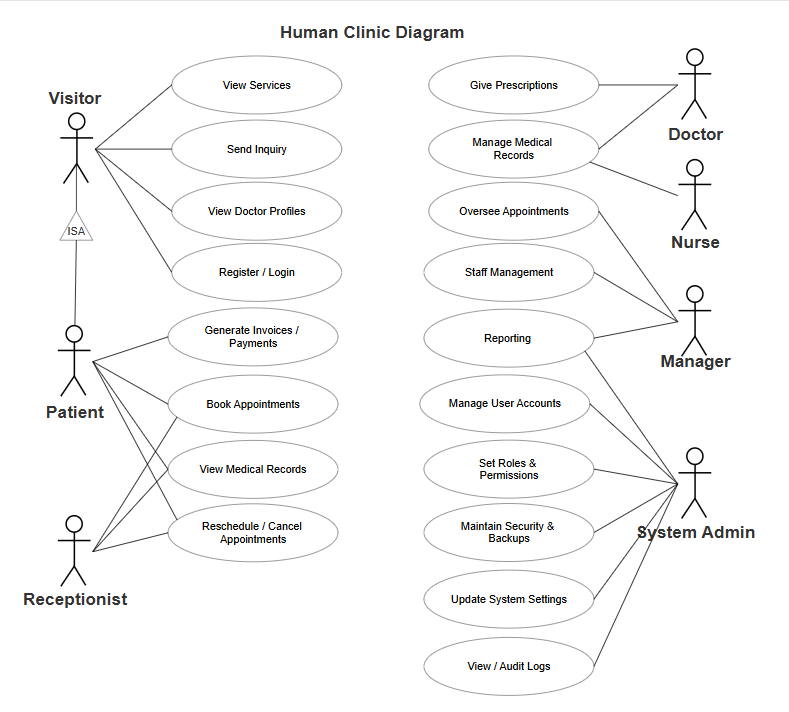 Human Clinic Diagram
Visitor
View Services
Send Inquiry
View Doctor Profiles
Register / Login
ISA
Patient
Generate Invoices /
Payments
Book Appointments
View Medical Records
Reschedule / Cancel
Appointments
Receptionist
Give Prescriptions
Manage Medical
Records
Oversee Appointments
Staff Management
Reporting
Manage User Accounts
Set Roles &
Permissions
Maintain Security &
Backups
Update System Settings
View / Audit Logs
Doctor
Nurse
Manager
System Admin